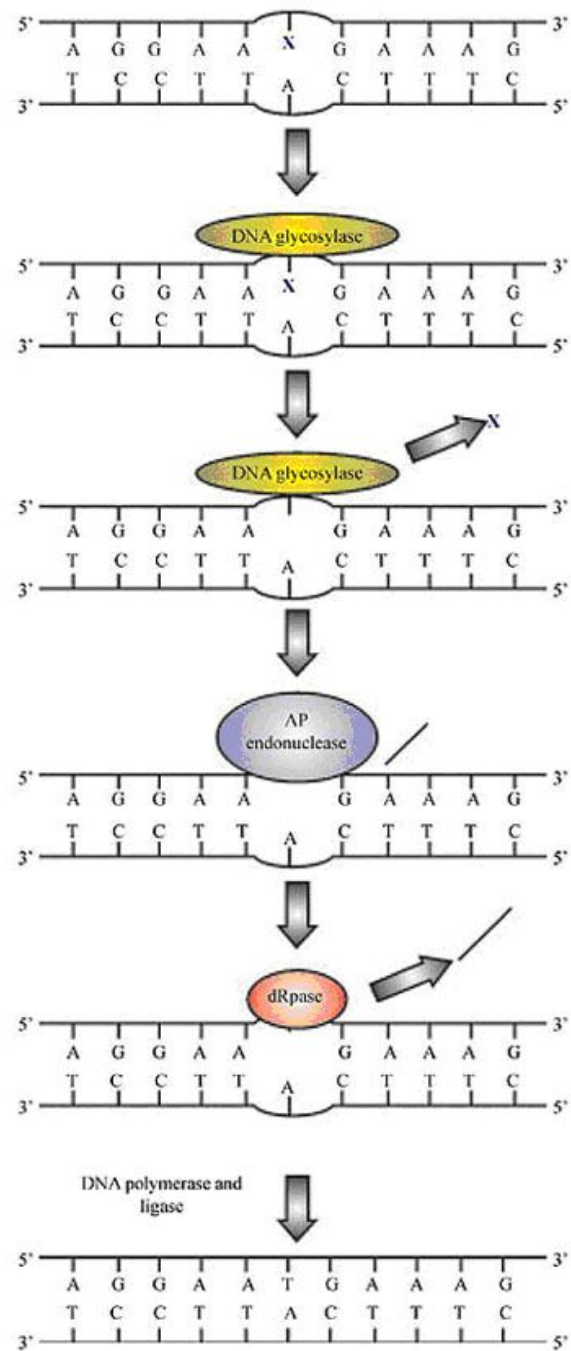 5' 3'
A G G A A X G A A A G
T C C T T A C T T T C
3' 5'
DNA glycosylase
5' 3'
A G G A A X G A A A G
T C C T T A C T T T C
3' 5'
X
DNA glycosylase
5' 3'
A G G A A G A A A G
T C C T T A C T T T C
3' 5'
AP
endonuclease
5' 3'
A G G A A G A A A G
T C C T T A C T T T C
3' 5'
dRpase
5' 3'
A G G A A G A A A G
T C C T T A C T T T C
3' 5'
DNA polymerase and
ligase
5' 3'
A G G A A T G A A A G
T C C T T A C T T T C
3' 5'